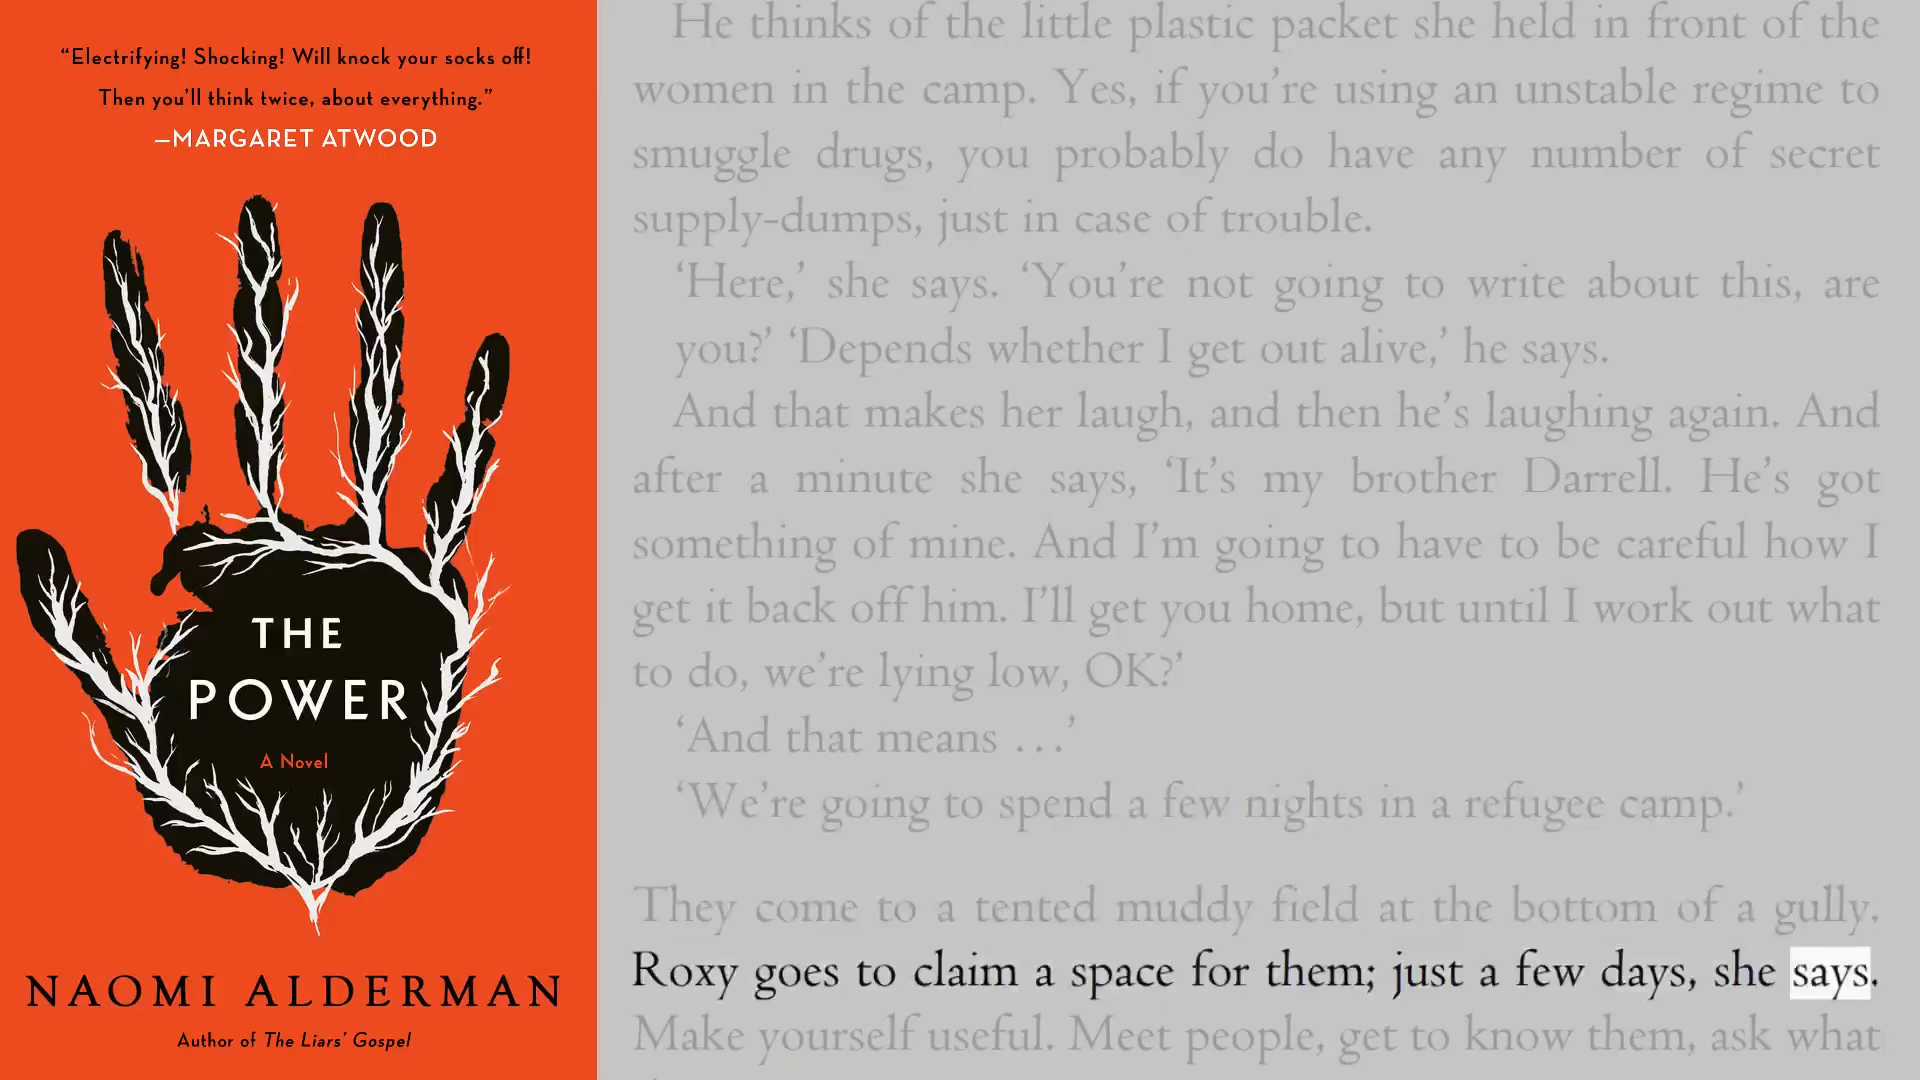 “Electrifying! Shocking! Will knock your socks off!
Then you’ll think twice, about everything.”
—MARGARET ATWOOD
THE
POWER
A Novel
NAOMI ALDERMAN
Author of The Liars’ Gospel
He thinks of the little plastic packet she held in front of the
women in the camp. Yes, if you’re using an unstable regime to
smuggle drugs, you probably do have any number of secret
supply-dumps, just in case of trouble.
‘Here,’ she says. ‘You’re not going to write about this, are
you?’ ‘Depends whether I get out alive,’ he says.
And that makes her laugh, and then he’s laughing again. And
after a minute she says, ‘It’s my brother Darrell. He’s got
something of mine. And I’m going to have to be careful how I
get it back off him. I’ll get you home, but until I work out what
to do, we’re lying low, OK?’
‘And that means …’
‘We’re going to spend a few nights in a refugee camp.’
They come to a tented muddy field at the bottom of a gully.
Roxy goes to claim a space for them; just a few days, she says.
Make yourself useful. Meet people, get to know them, ask what